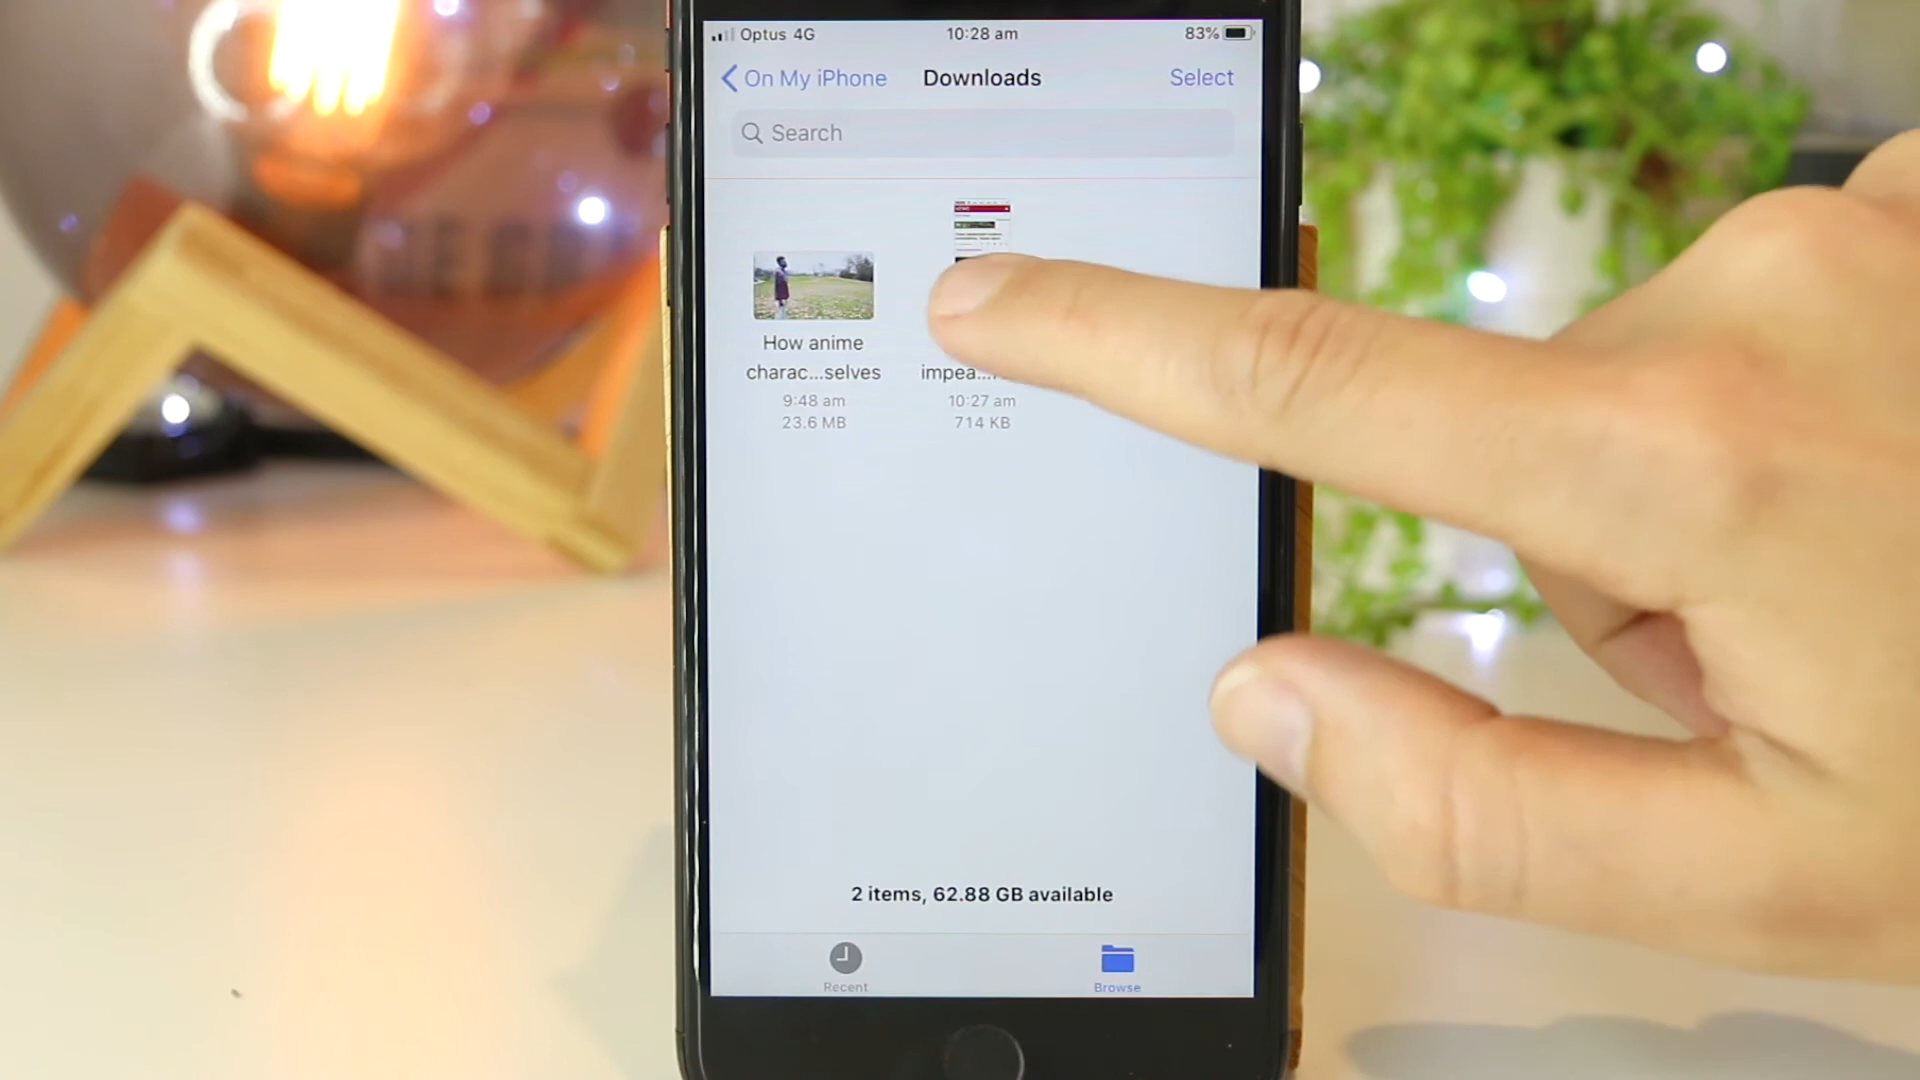 Optus 4G
10:28 am
83%
On My iPhone
Downloads
Select
Search
How anime
charac...selves
9:48 am
23.6 MB
impea...
10:27 am
714 KB
2 items, 62.88 GB available
Recent
Browse